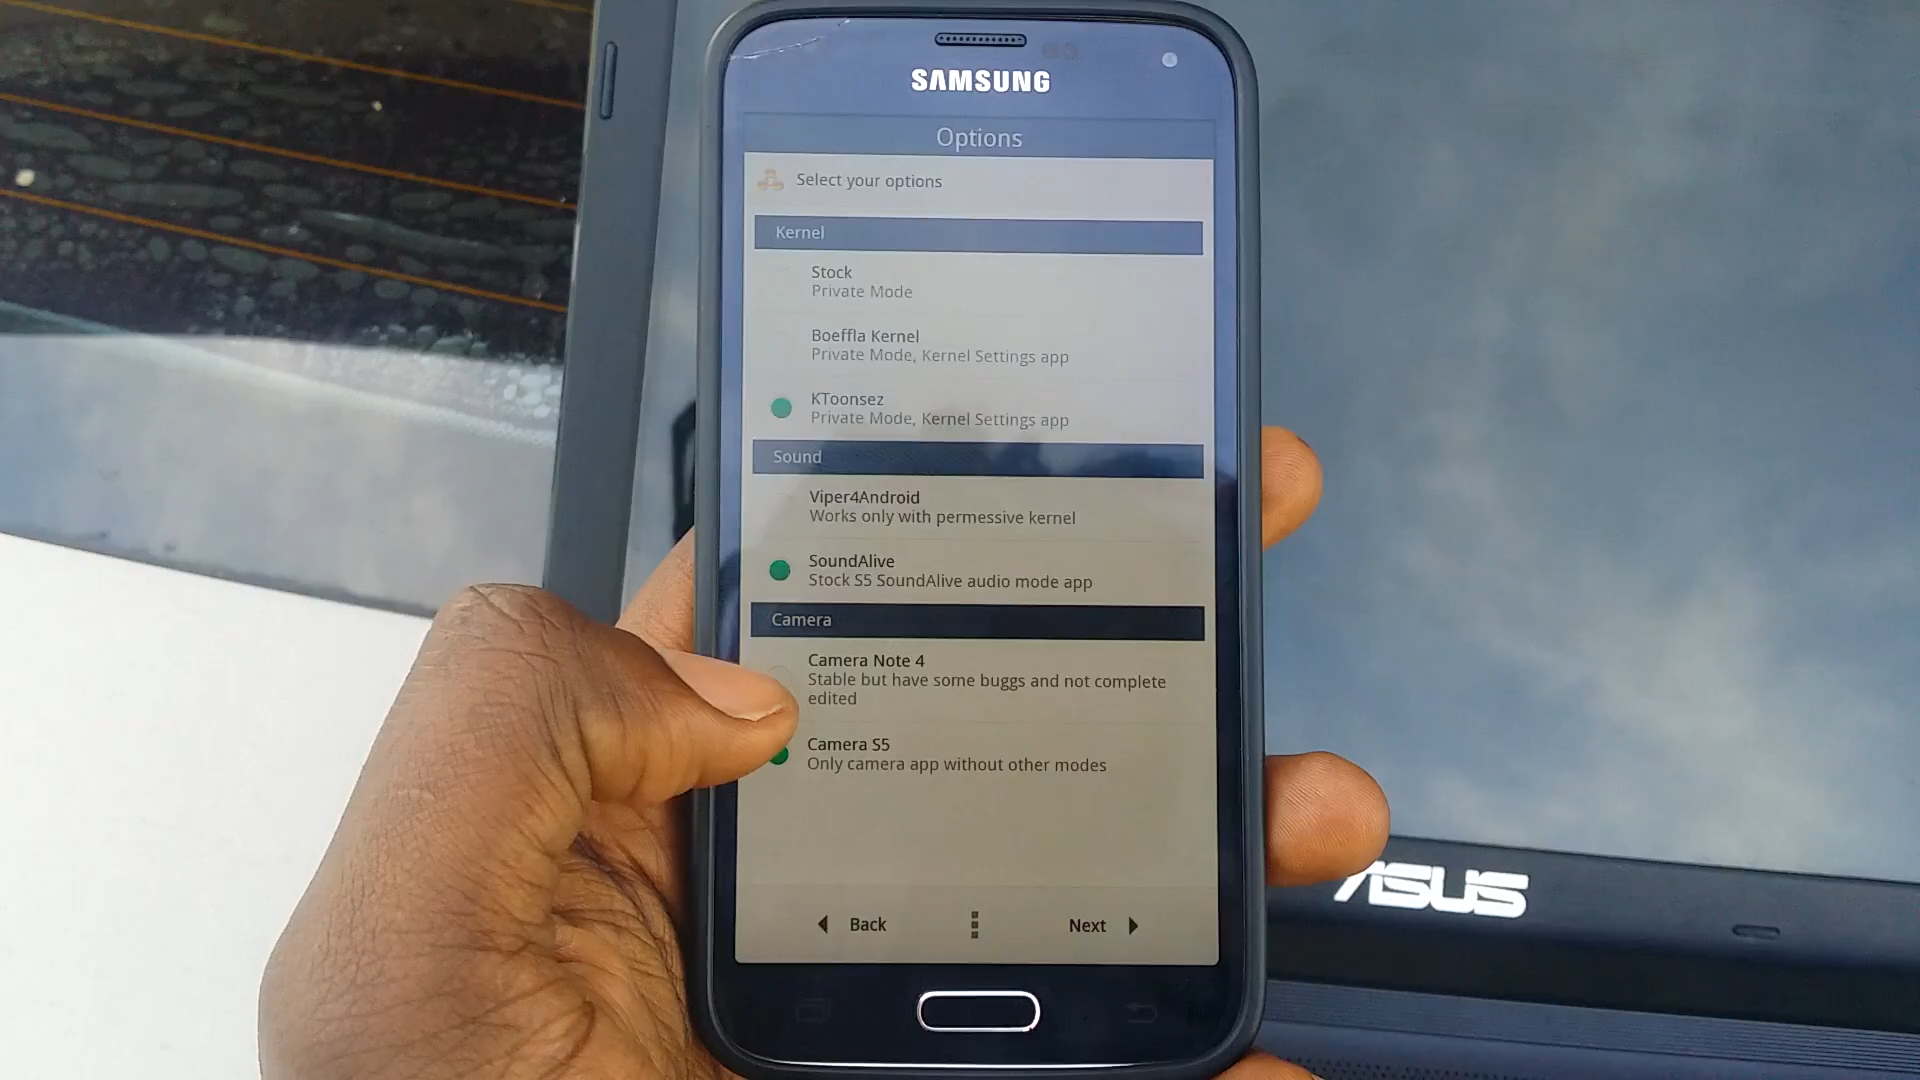 SAMSUNG
Options
Select your options
Kernel
Stock
Private Mode
Boeffla Kernel
Private Mode, Kernel Settings app
KToonsez
Private Mode, Kernel Settings app
Sound
Viper4Android
Works only with permessive kernel
SoundAlive
Stock S5 SoundAlive audio mode app
Camera
Camera Note 4
Stable but have some buggs and not complete
edited
Camera S5
Only camera app without other modes
Back
Next
ASUS